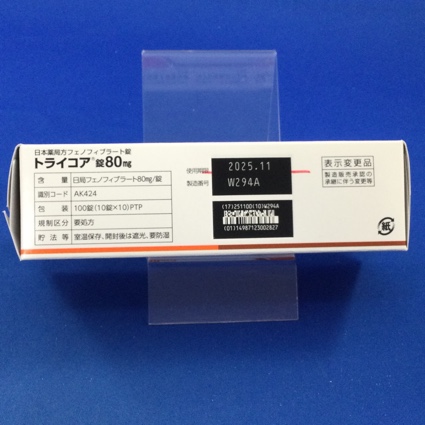 日本薬局方フェノフィブラート錠
トライコア®錠80mg
含 量 日局フェノフィブラート80mg/錠
識別コード AK424
包 装 100錠(10錠×10)PTP
規制区分 要処方
貯 法 等 室温保存、開封後は遮光、要防湿
使用期限 2025.11
製造番号 W294A
(17)251100(10)W294A
(01)14987123002827
表示変更品
製造販売承認の
承継に伴う変更等
紙